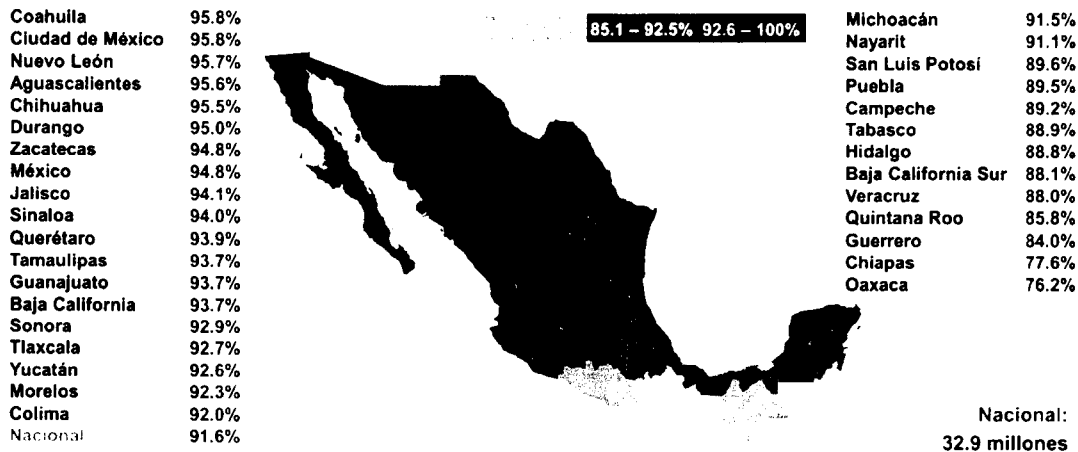 Coahuila 95.8%
Ciudad de México 95.8%
Nuevo León 95.7%
Aguascalientes 95.6%
Chihuahua 95.5%
Durango 95.0%
Zacatecas 94.8%
México 94.8%
Jalisco 94.1%
Sinaloa 94.0%
Querétaro 93.9%
Tamaulipas 93.7%
Guanajuato 93.7%
Baja California 93.7%
Sonora 92.9%
Tlaxcala 92.7%
Yucatán 92.6%
Morelos 92.3%
Colima 92.0%
Nacional 91.6%
85.1 – 92.5% 92.6 – 100%
Michoacán 91.5%
Nayarit 91.1%
San Luis Potosí 89.6%
Puebla 89.5%
Campeche 89.2%
Tabasco 88.9%
Hidalgo 88.8%
Baja California Sur 88.1%
Veracruz 88.0%
Quintana Roo 85.8%
Guerrero 84.0%
Chiapas 77.6%
Oaxaca 76.2%
Nacional:
32.9 millones